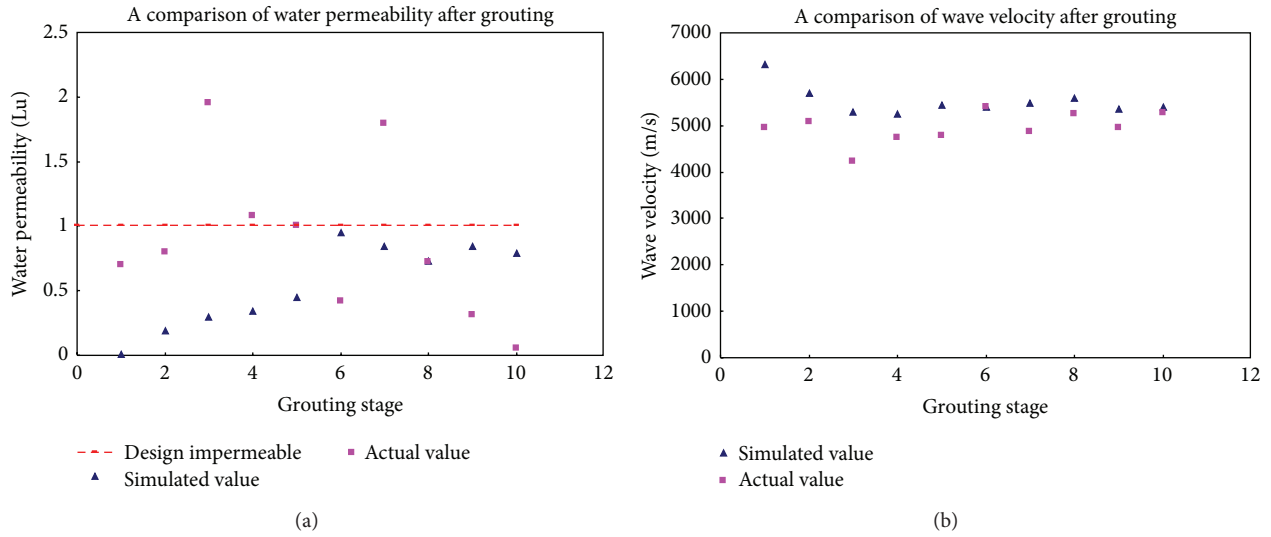 A comparison of water permeability after grouting
2.5
2
1.5
1
0.5
0
Water permeability (Lu)
0 2 4 6 8 10 12
Grouting stage
Design impermeable
Actual value
Simulated value
(a)
A comparison of wave velocity after grouting
7000
6000
5000
4000
3000
2000
1000
0
Wave velocity (m/s)
0 2 4 6 8 10 12
Grouting stage
Simulated value
Actual value
(b)